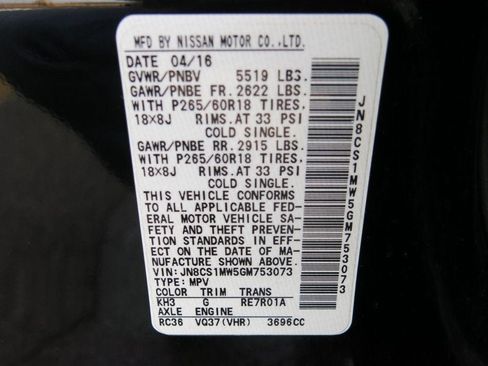 MFD BY NISSAN MOTOR CO.,LTD.
DATE 04/16
GVWR/PNBV 5519 LBS.
GAWR/PNBE FR. 2622 LBS.
WITH P265/60R18 TIRES.
18X8J RIMS.AT 33 PSI
COLD SINGLE.
GAWR/PNBE RR. 2915 LBS.
WITH P265/60R18 TIRES.
18X8J RIMS.AT 33 PSI
COLD SINGLE.
THIS VEHICLE CONFORMS
TO ALL APPLICABLE FED-
ERAL MOTOR VEHICLE SA-
FETY AND THEFT PREVEN-
TION STANDARDS IN EFF-
ECT ON THE DATE OF MA-
NUFACTURE SHOWN ABOVE.
VIN: JN8CS1MW5GM753073
TYPE: MPV
COLOR TRIM TRANS
KH3 G RE7R01A
AXLE ENGINE
RC36 VQ37(VHR) 3696CC
JN8CS1MW5GM753073